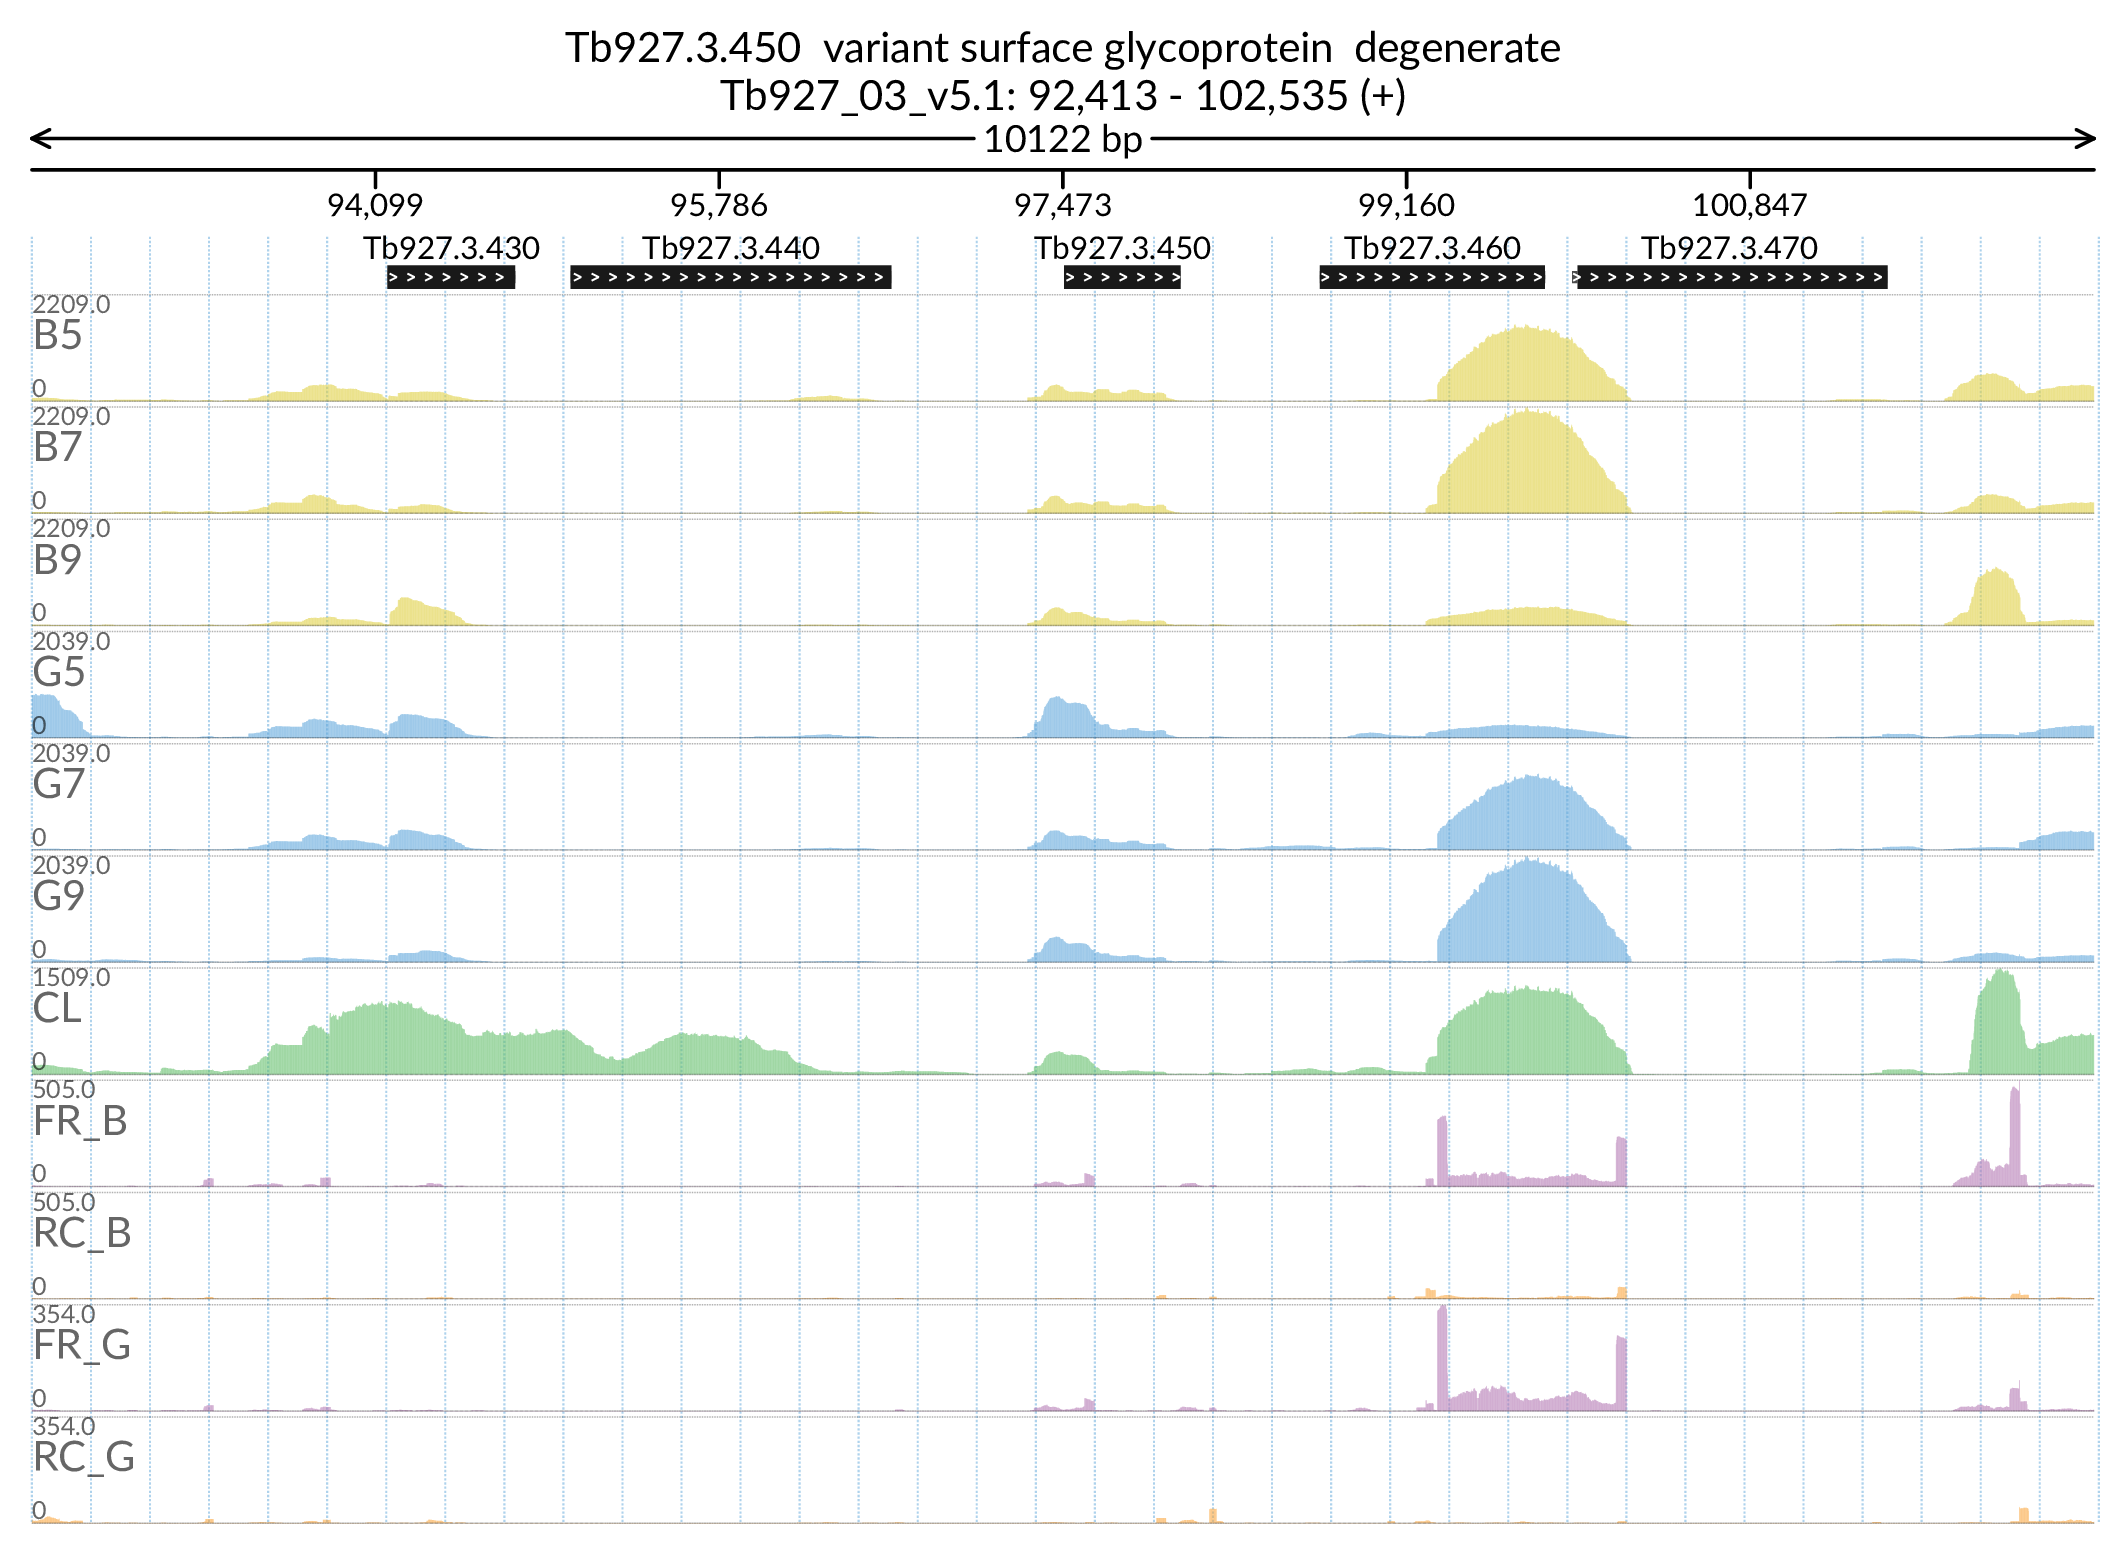 Tb927.3.450  variant surface glycoprotein  degenerate
Tb927_03_v5.1: 92,413 - 102,535 (+)
10122 bp
94,099 95,786 97,473 99,160 100,847
Tb927.3.430 Tb927.3.440 Tb927.3.450 Tb927.3.460 Tb927.3.470
2209.0
B5
0
2209.0
B7
0
2209.0
B9
0
2039.0
G5
0
2039.0
G7
0
2039.0
G9
0
1509.0
CL
0
505.0
FR_B
0
505.0
RC_B
0
354.0
FR_G
0
354.0
RC_G
0